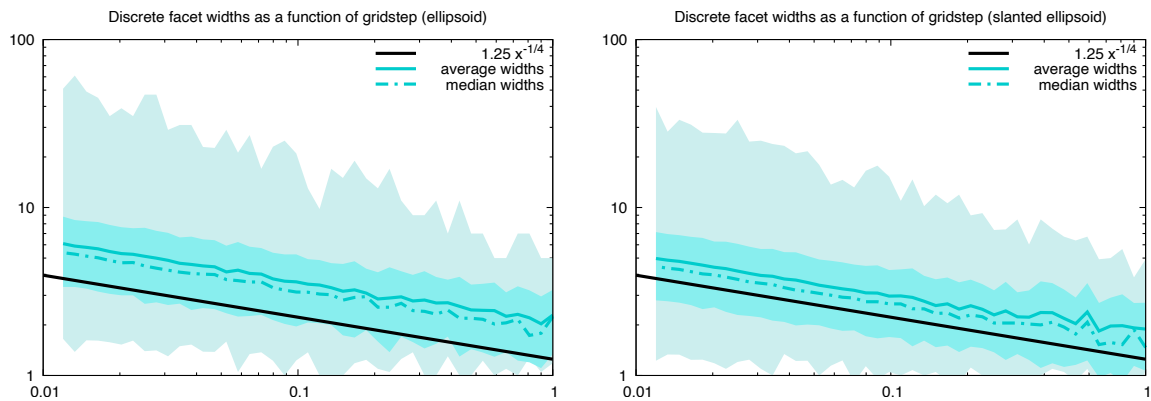 Discrete facet widths as a function of gridstep (ellipsoid)
100
10
1
0.01
0.1
1
1.25 x^-1/4
average widths
median widths
Discrete facet widths as a function of gridstep (slanted ellipsoid)
100
10
1
0.01
0.1
1
1.25 x^-1/4
average widths
median widths